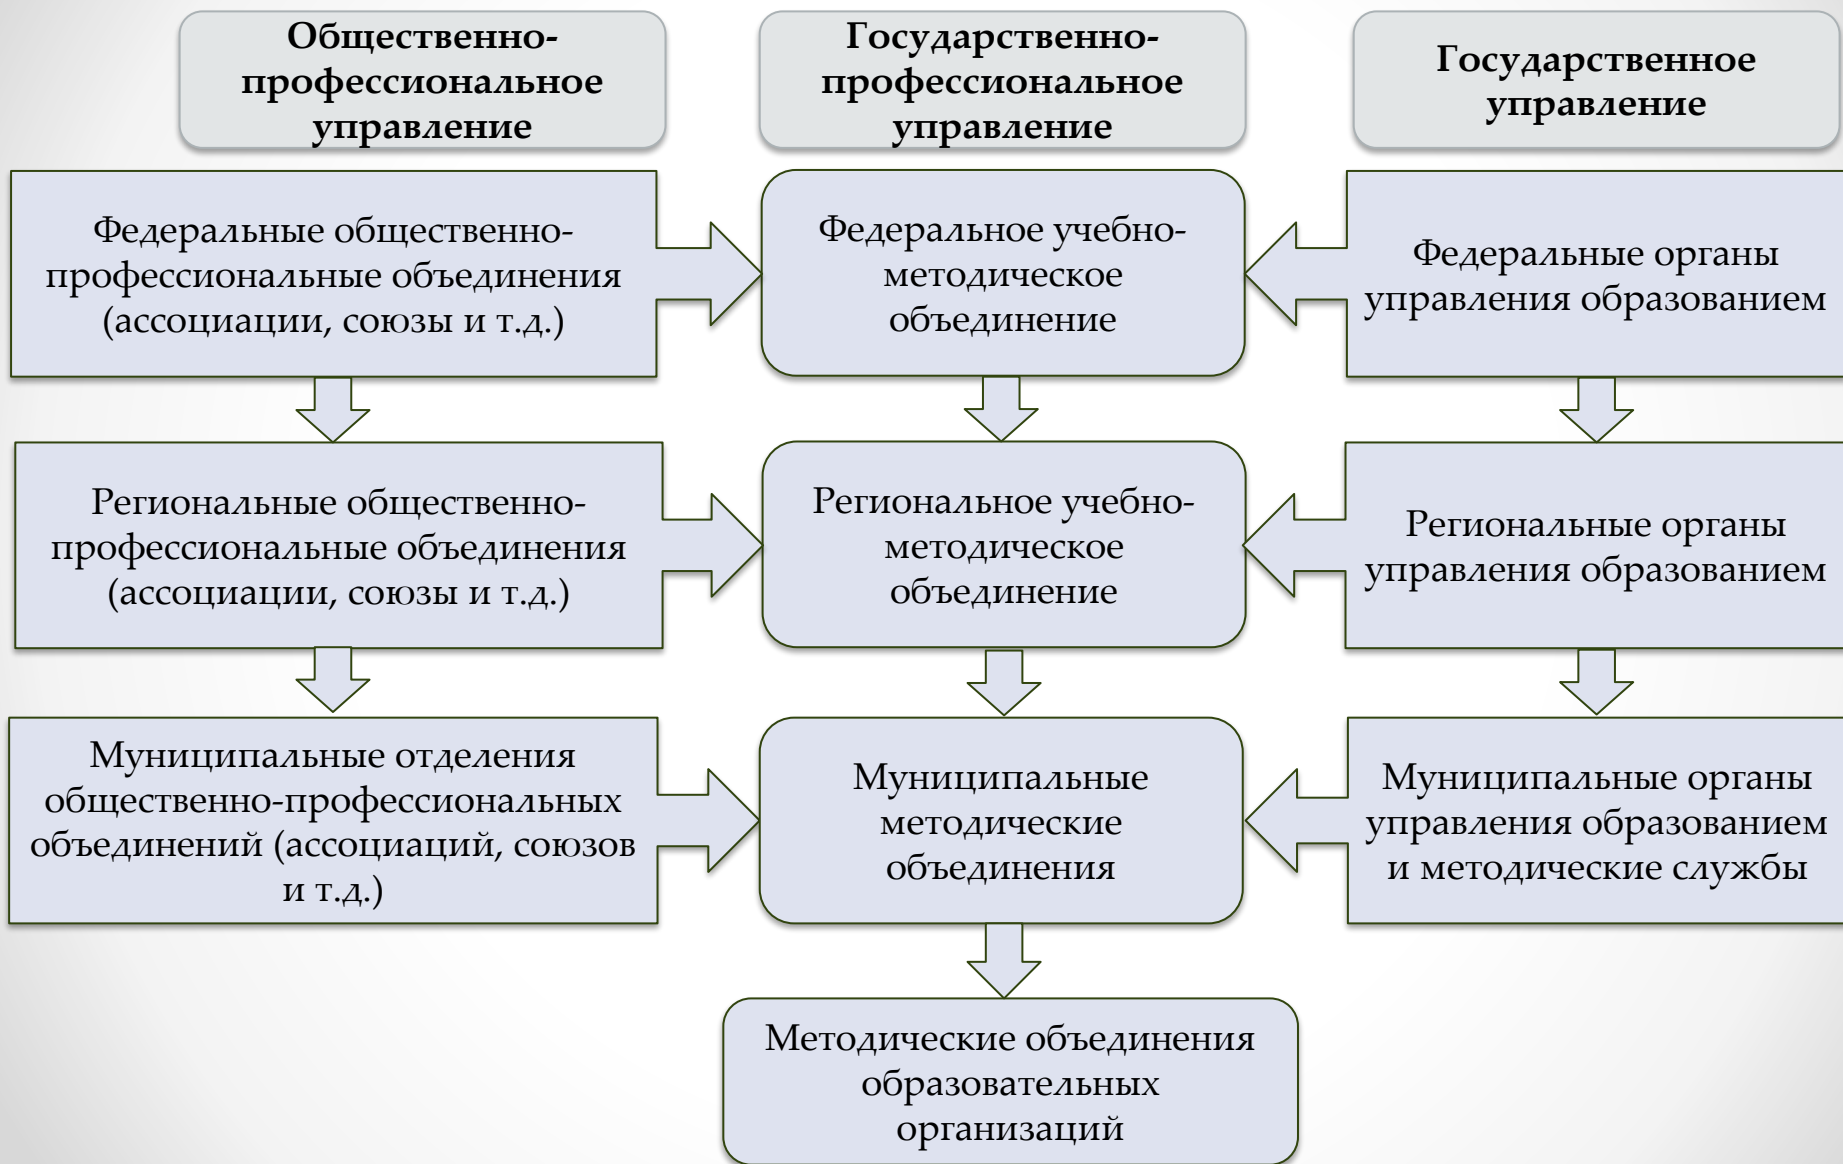 Общественно-
профессиональное
управление
Государственно-
профессиональное
управление
Государственное
управление
Федеральные общественно-
профессиональные объединения
(ассоциации, союзы и т.д.)
Федеральное учебно-
методическое
объединение
Федеральные органы
управления образованием
Региональные общественно-
профессиональные объединения
(ассоциации, союзы и т.д.)
Региональное учебно-
методическое
объединение
Региональные органы
управления образованием
Муниципальные отделения
общественно-профессиональных
объединений (ассоциаций, союзов
и т.д.)
Муниципальные
методические
объединения
Муниципальные органы
управления образованием
и методические службы
Методические объединения
образовательных
организаций